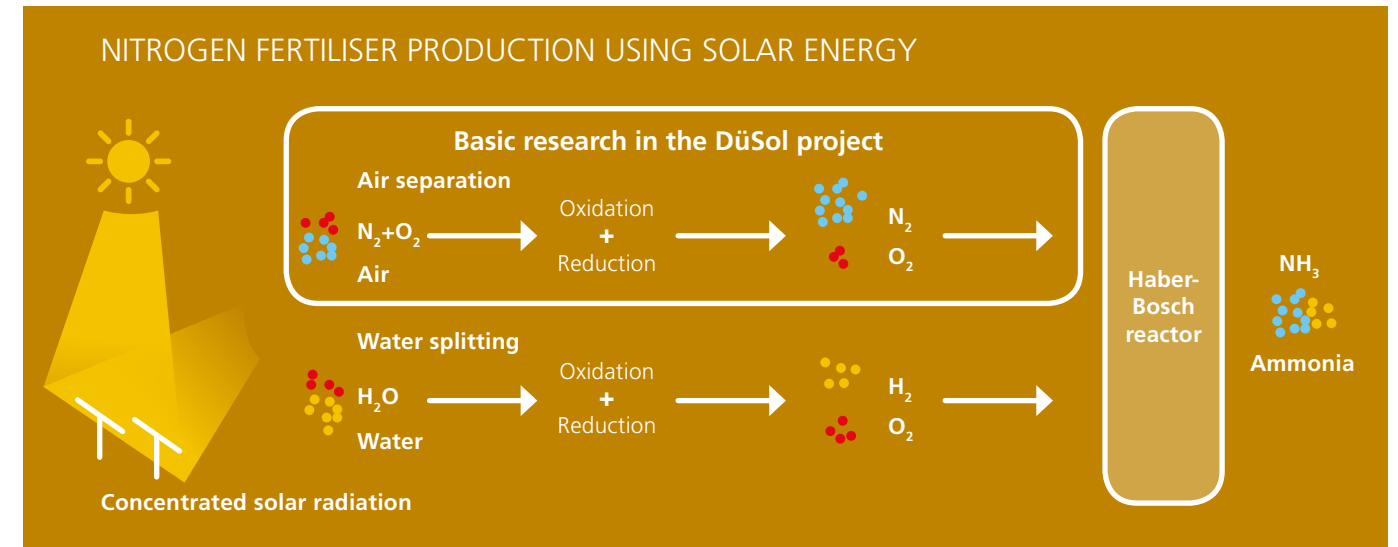 NITROGEN FERTILISER PRODUCTION USING SOLAR ENERGY
Basic research in the DüSol project
Air separation
N₂+O₂
Air
Oxidation
+
Reduction
N₂
O₂
Water splitting
H₂O
Water
Oxidation
+
Reduction
H₂
O₂
Haber-
Bosch
reactor
NH₃
Ammonia
Concentrated solar radiation